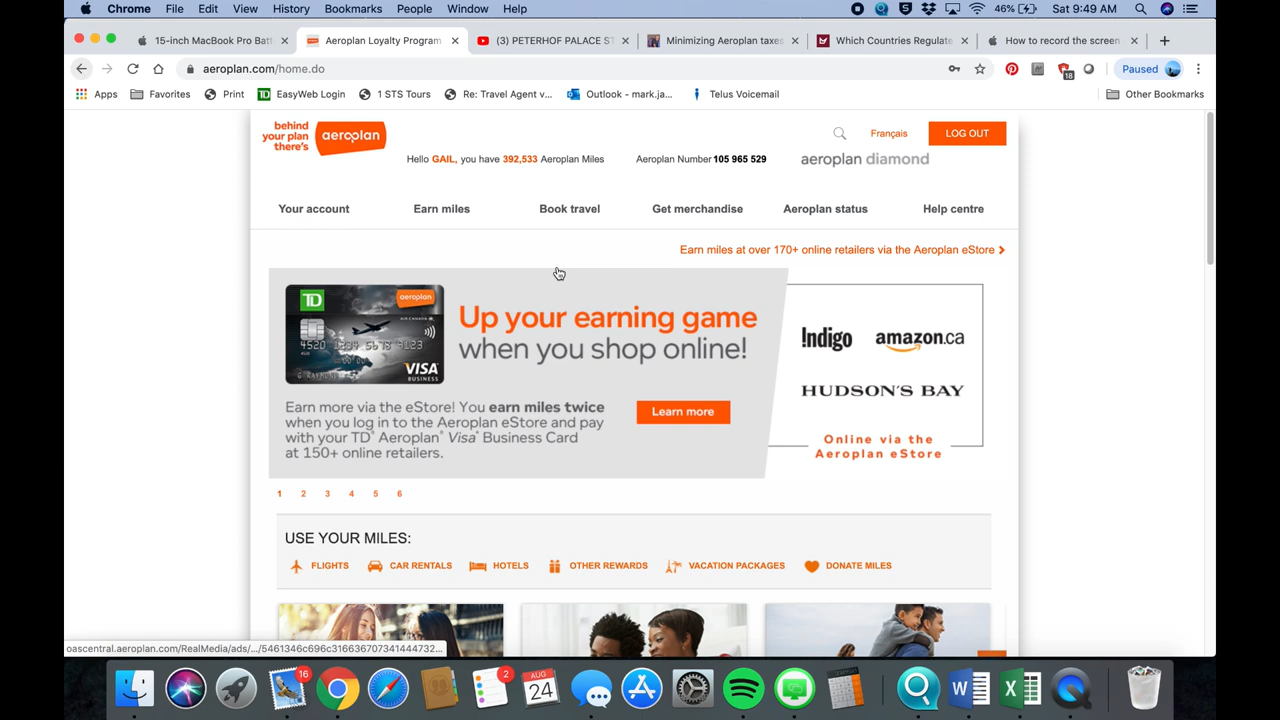 Chrome File Edit View History Bookmarks People Window Help 46% Sat 9:49 AM
15-inch MacBook Pro Batt × Aeroplan Loyalty Program × (3) PETERHOF PALACE ST × Minimizing Aeroplan taxes × Which Countries Regulate × How to record the screen ×
aeroplan.com/home.do 18 Paused
Apps Favorites Print TD EasyWeb Login 1 STS Tours Re: Travel Agent v... Outlook - mark.ja... Telus Voicemail Other Bookmarks
behind
your plan
there's
aeroplan
Français LOG OUT
Hello GAIL, you have 392,533 Aeroplan Miles Aeroplan Number 105 965 529 aeroplan diamond
Your account Earn miles Book travel Get merchandise Aeroplan status Help centre
Earn miles at over 170+ online retailers via the Aeroplan eStore
TD aeroplan
AIR CANADA
4520 1234 5678 9123
VISA
BUSINESS
Up your earning game
when you shop online!
Earn more via the eStore! You earn miles twice
when you log in to the Aeroplan eStore and pay
with your TD® Aeroplan® Visa* Business Card
at 150+ online retailers.
Learn more
Indigo amazon.ca
HUDSON'S BAY
Online via the
Aeroplan eStore
1 2 3 4 5 6
USE YOUR MILES:
FLIGHTS CAR RENTALS HOTELS OTHER REWARDS VACATION PACKAGES DONATE MILES
oascentral.aeroplan.com/RealMedia/ads/.../5461346c696c316636707341444732...
16 2 AUG
24